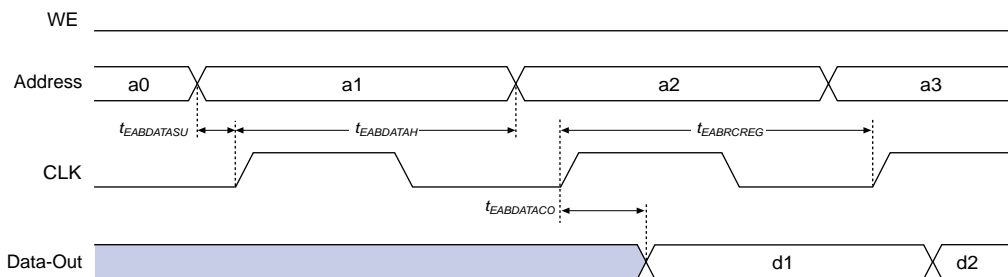 WE
Address a0 a1 a2 a3
tEABDATASU tEABDATAH tEABRCREG
CLK
tEABDATACO
Data-Out d1 d2